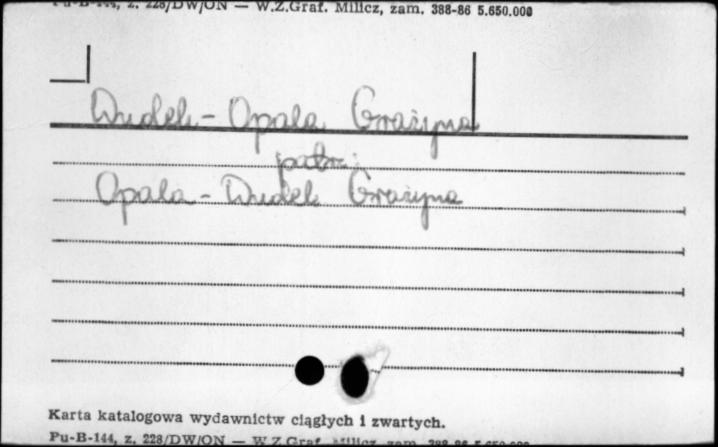 Pu-B-144, z. 228/DW/ON — W.Z.Graf. Milicz, zam. 388-86 5.650.000
Dudek - Opala Grażyna
patrz:
Opala - Dudek Grażyna
Karta katalogowa wydawnictw ciągłych i zwartych.
Pu-B-144, z. 228/DW/ON — W.Z.Graf. Milicz, zam. 388-86 5.650.000